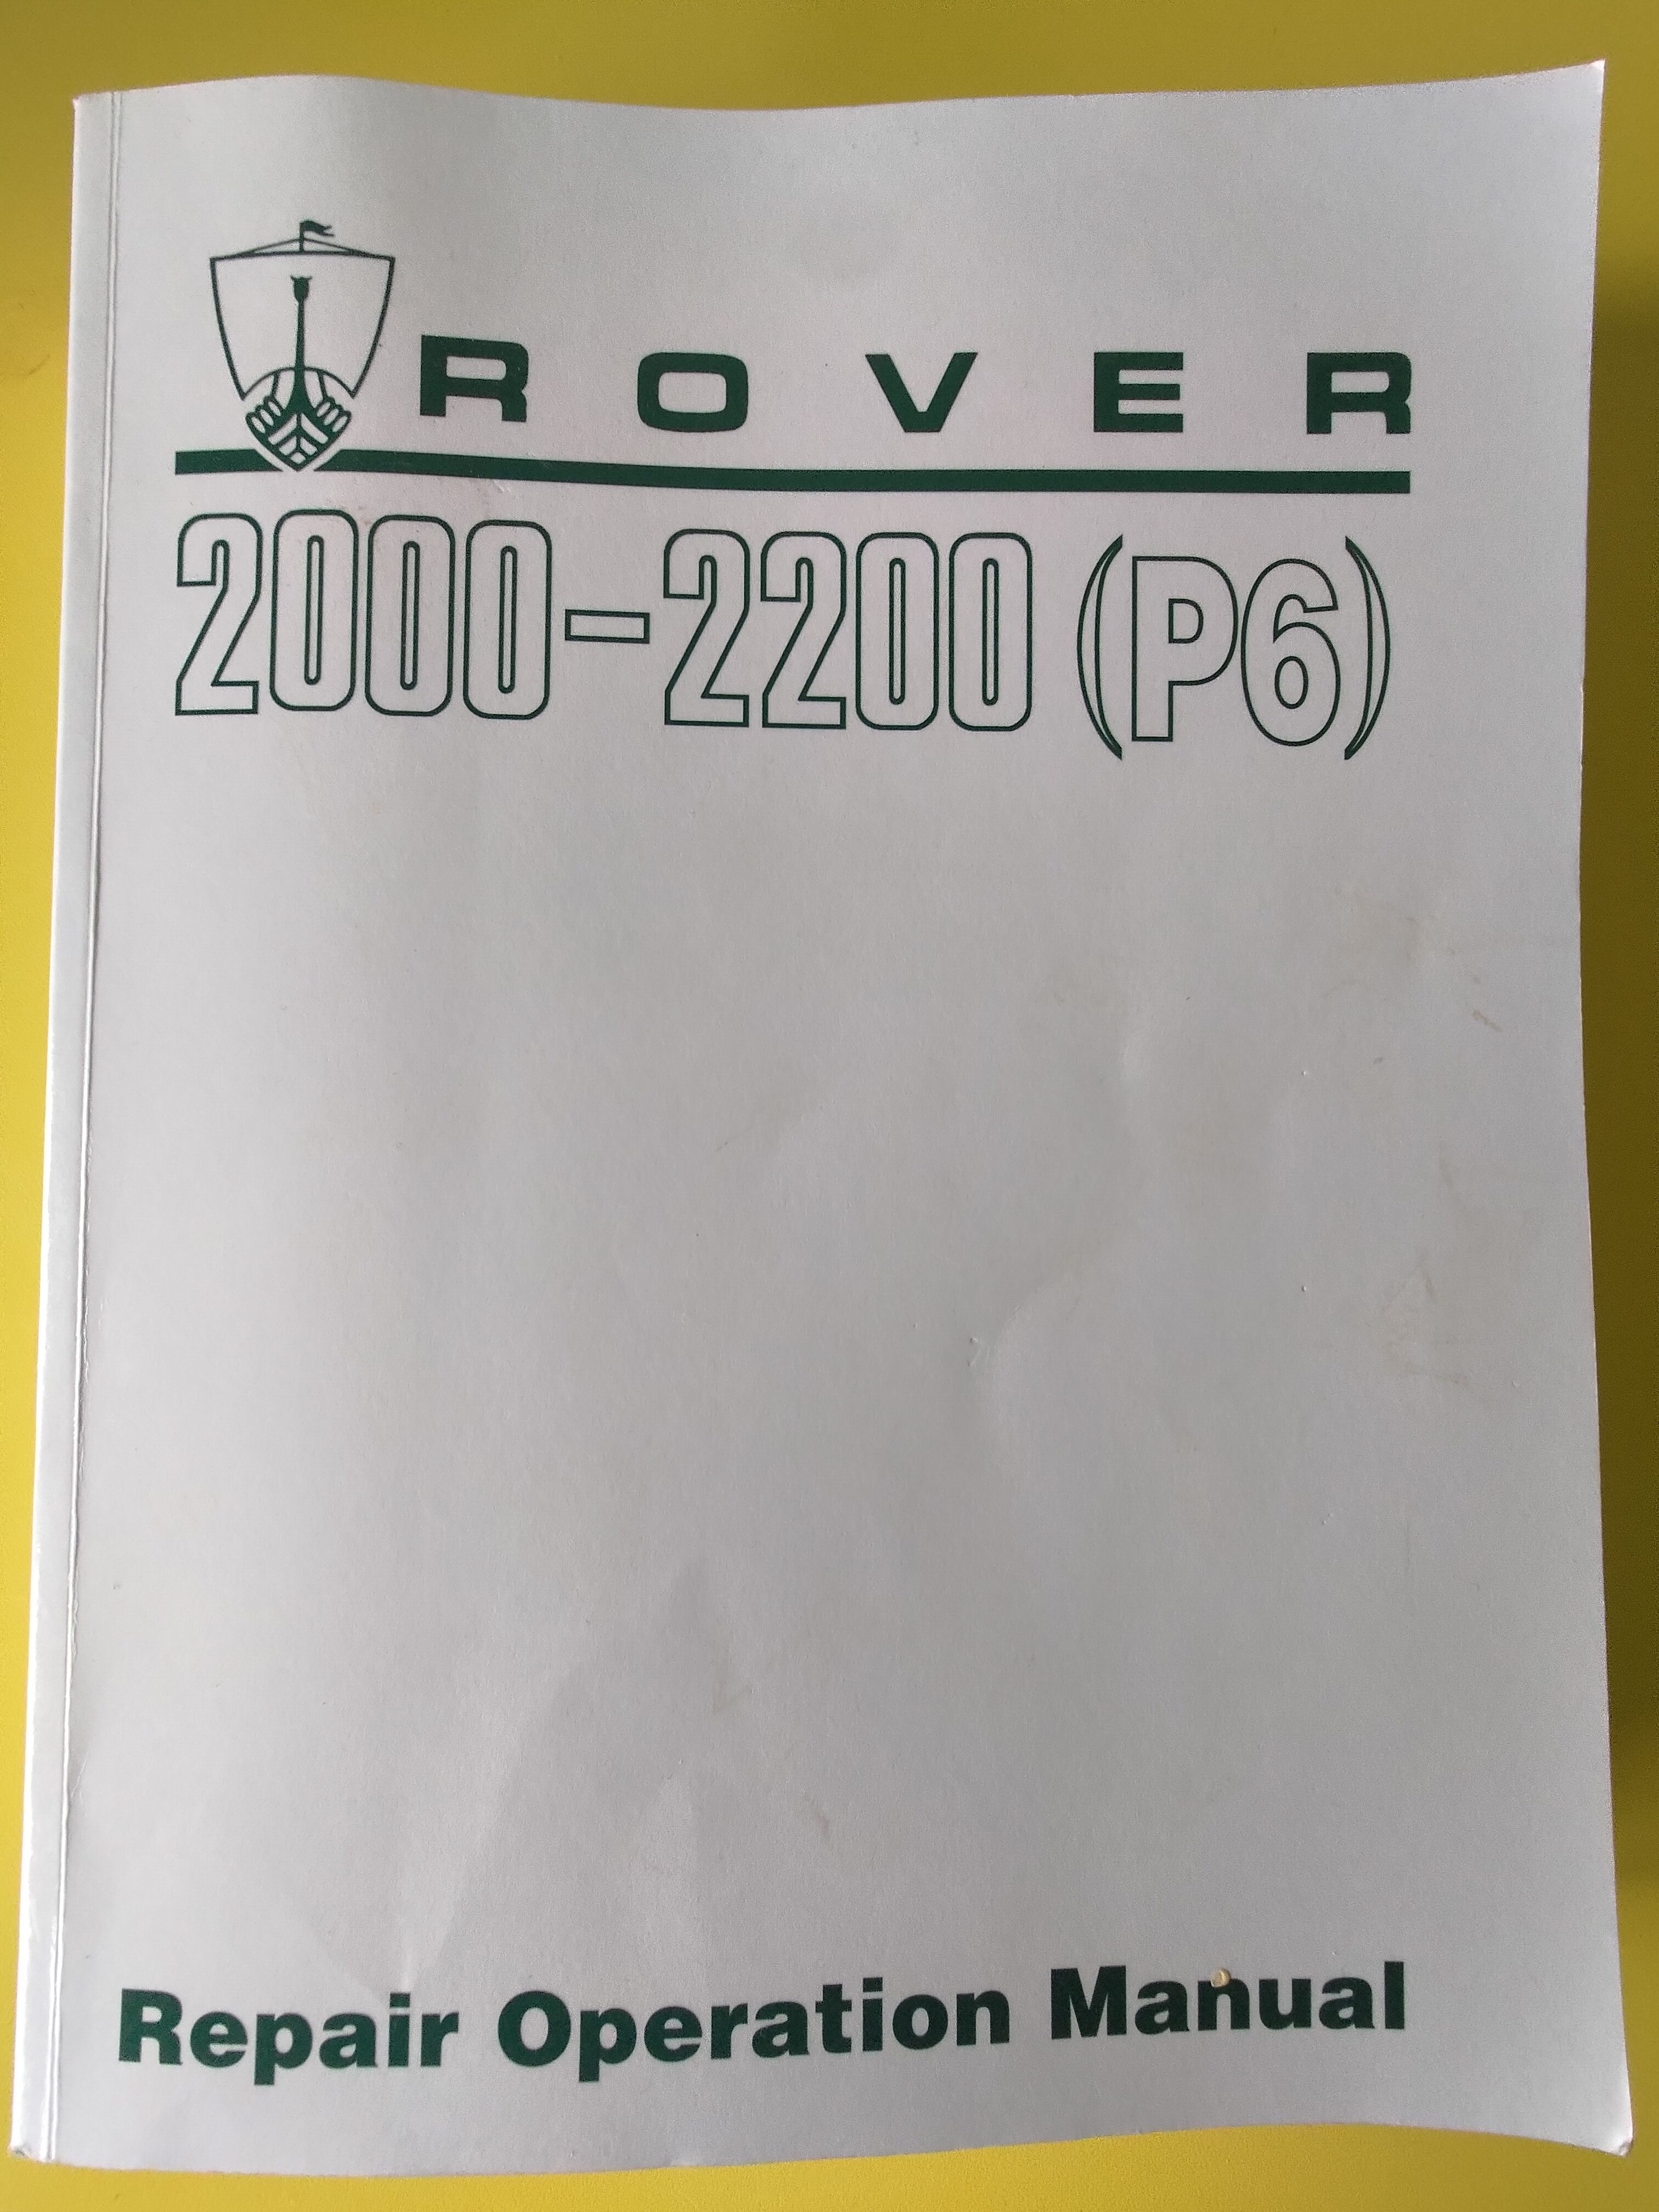 ROVER
2000-2200 (P6)
Repair Operation Manual